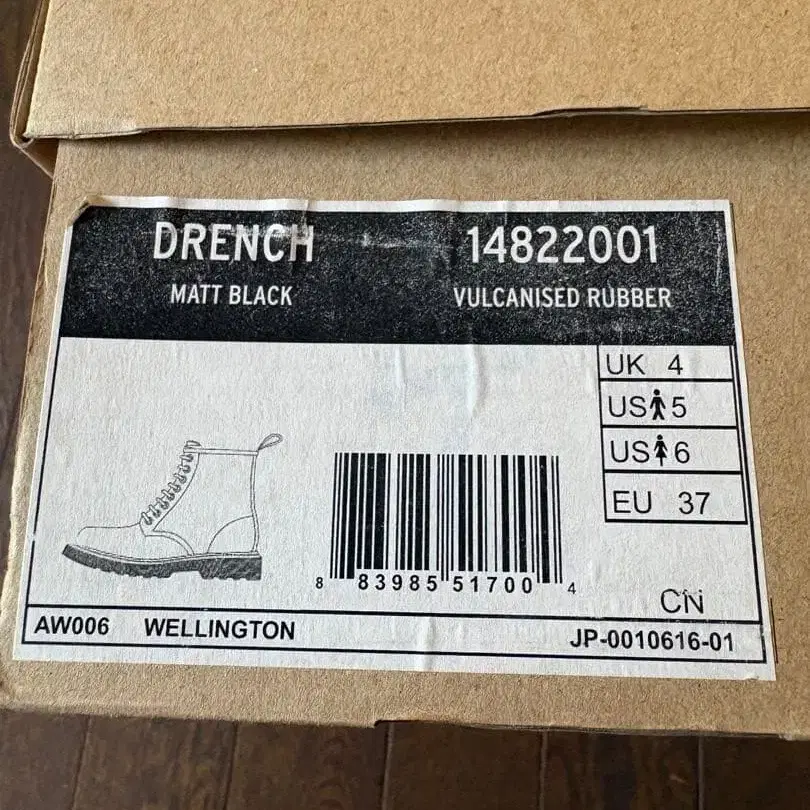 DRENCH 14822001
MATT BLACK VULCANISED RUBBER
UK 4
US 5
US 6
EU 37
8 83985 51700 4
CN
AW006 WELLINGTON JP-0010616-01